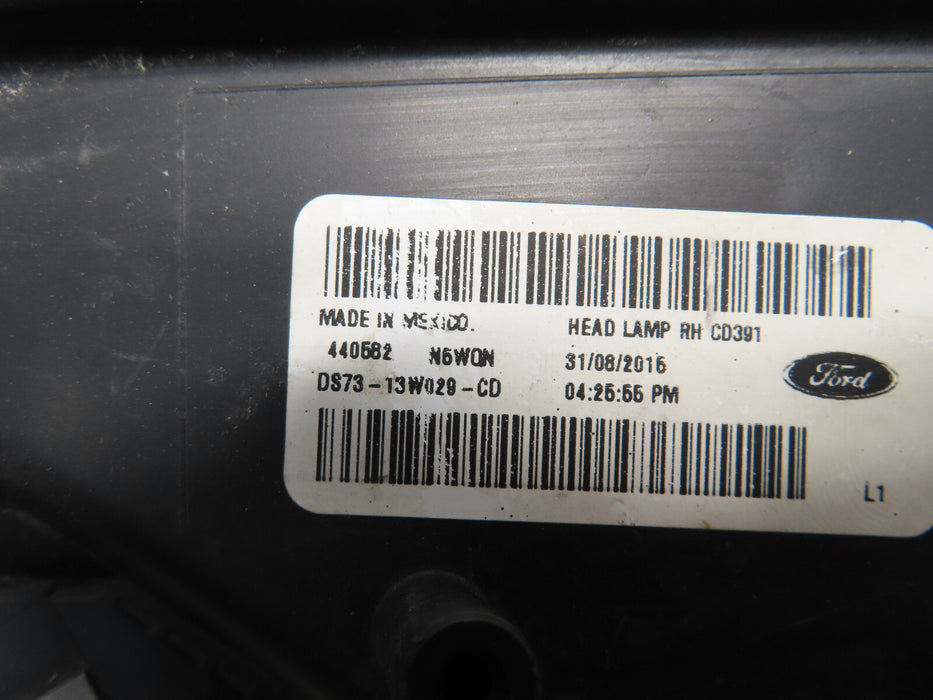 MADE IN MEXICO.
HEAD LAMP RH CD391
440582 N6WQN
31/08/2015
DS73-13W029-CD
04:25:55 PM
Ford
L1